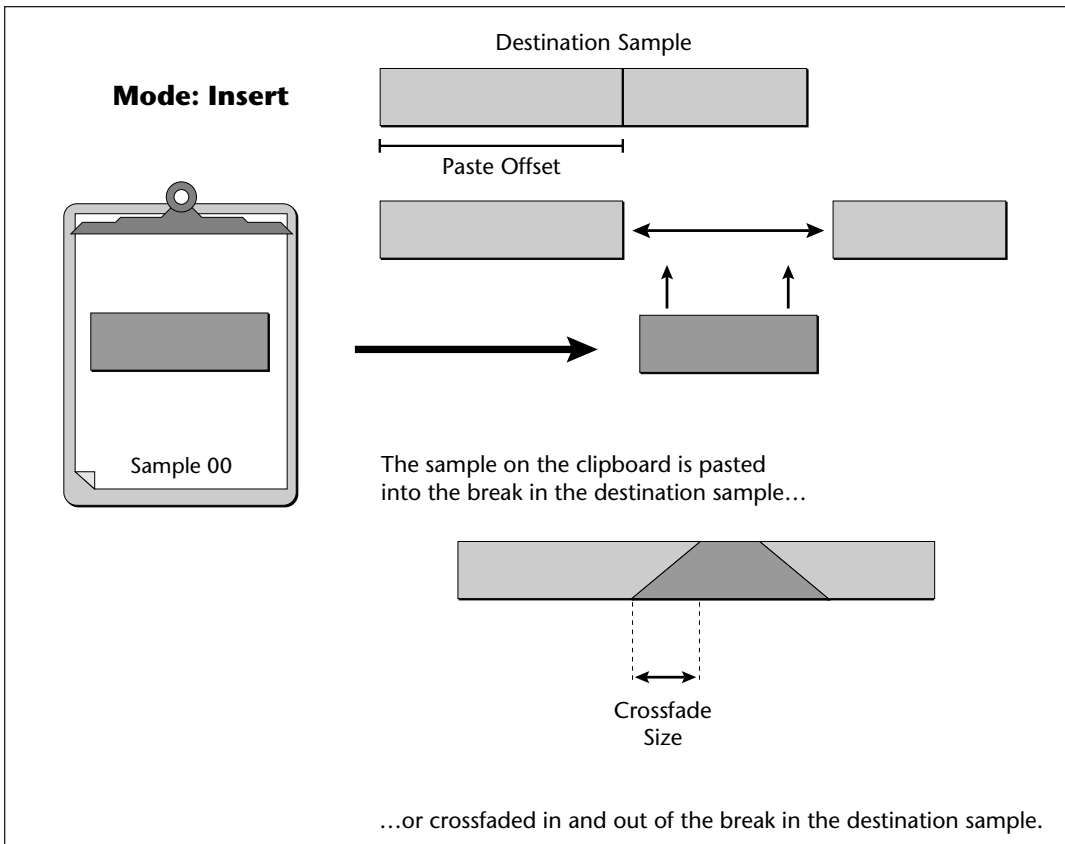 Destination Sample
Mode: Insert
Paste Offset
Sample 00
The sample on the clipboard is pasted
into the break in the destination sample…
Crossfade
Size
…or crossfaded in and out of the break in the destination sample.